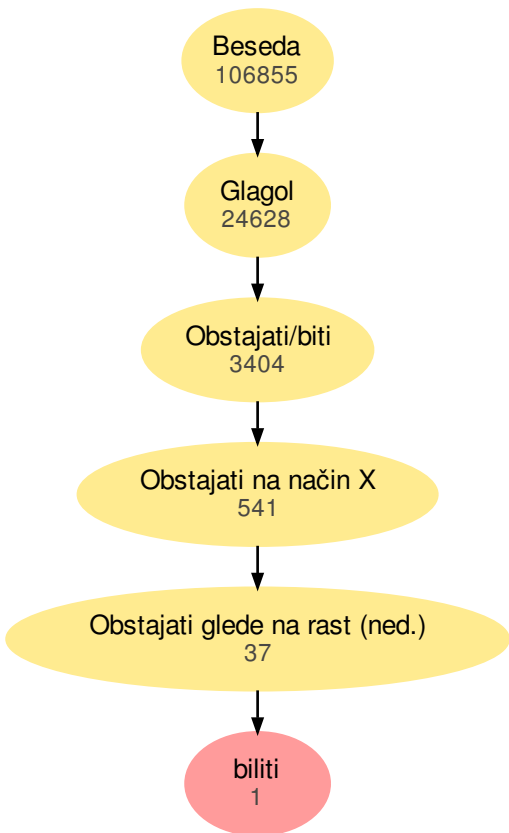 Beseda
106855
Glagol
24628
Obstajati/biti
3404
Obstajati na način X
541
Obstajati glede na rast (ned.)
37
biliti
1